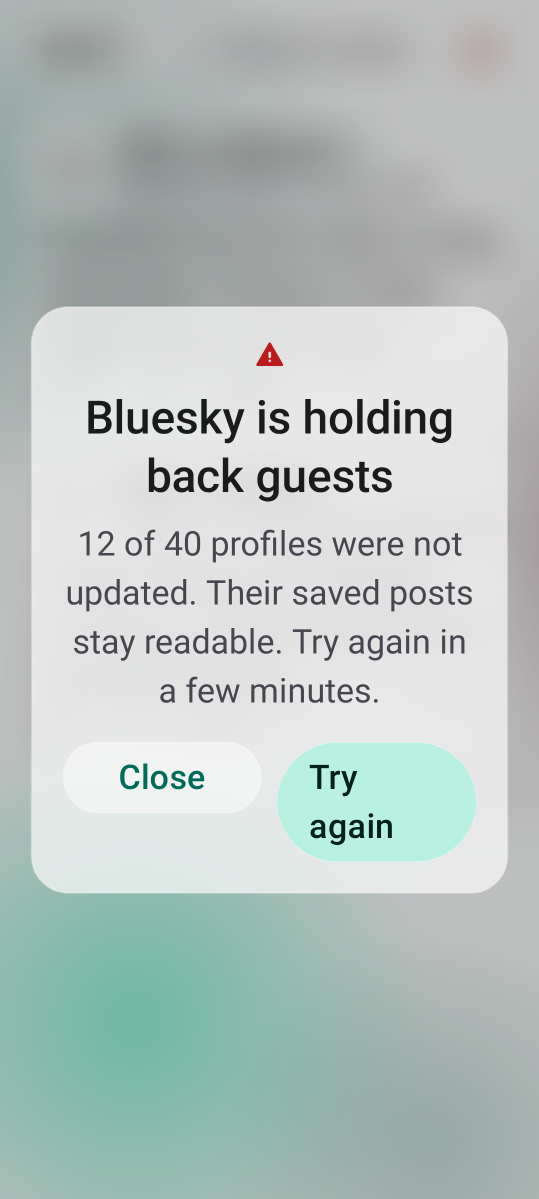 Bluesky is holding
back guests
12 of 40 profiles were not
updated. Their saved posts
stay readable. Try again in
a few minutes.
Close
Try
again